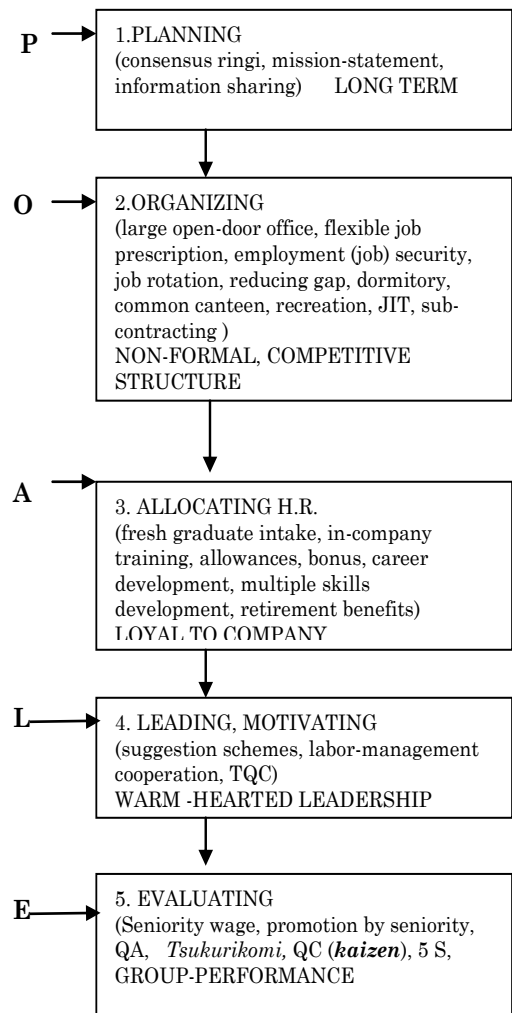 P
1.PLANNING
(consensus ringi, mission-statement,
information sharing) LONG TERM
O
2.ORGANIZING
(large open-door office, flexible job
prescription, employment (job) security,
job rotation, reducing gap, dormitory,
common canteen, recreation, JIT, sub-
contracting )
NON-FORMAL, COMPETITIVE
STRUCTURE
A
3. ALLOCATING H.R.
(fresh graduate intake, in-company
training, allowances, bonus, career
development, multiple skills
development, retirement benefits)
LOYAL TO COMPANY
L
4. LEADING, MOTIVATING
(suggestion schemes, labor-management
cooperation, TQC)
WARM -HEARTED LEADERSHIP
E
5. EVALUATING
(Seniority wage, promotion by seniority,
QA, Tsukurikomi, QC (kaizen), 5 S,
GROUP-PERFORMANCE